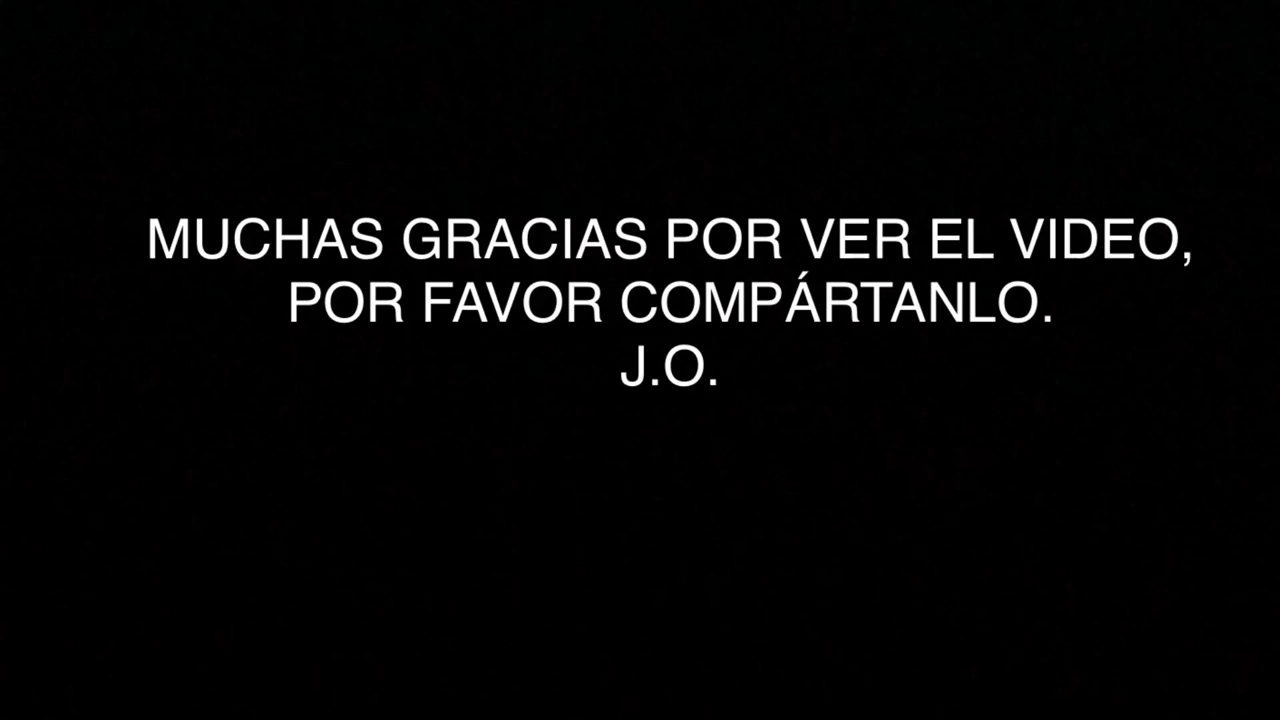 MUCHAS GRACIAS POR VER EL VIDEO,
POR FAVOR COMPÁRTANLO.
J.O.